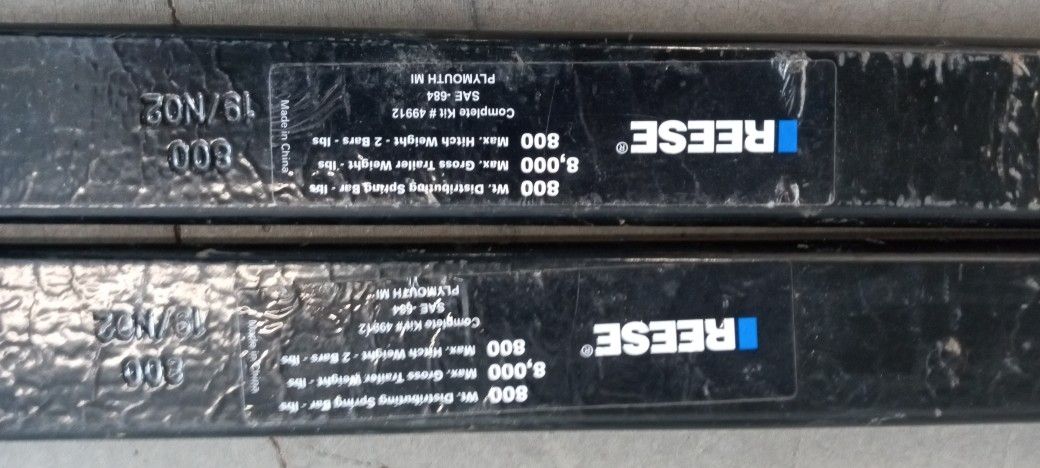 REESE®
800 Wt. Distributing Spring Bar - lbs
8,000 Max. Gross Trailer Weight - lbs
800 Max. Hitch Weight - 2 Bars - lbs
Complete Kit # 49912
SAE -684
PLYMOUTH MI
Made in China
800
19/N02
REESE®
800 Wt. Distributing Spring Bar - lbs
8,000 Max. Gross Trailer Weight - lbs
800 Max. Hitch Weight - 2 Bars - lbs
Complete Kit # 49912
SAE -684
PLYMOUTH MI
Made in China
800
19/N02